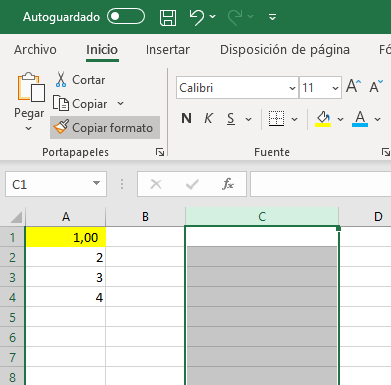 Autoguardado
Archivo Inicio Insertar Disposición de página Fó
Pegar
Cortar
Copiar
Copiar formato
Portapapeles
Calibri 11 A A
N K S A
Fuente
C1 fx
A B C D
1 1,00
2 2
3 3
4 4
5
6
7
8